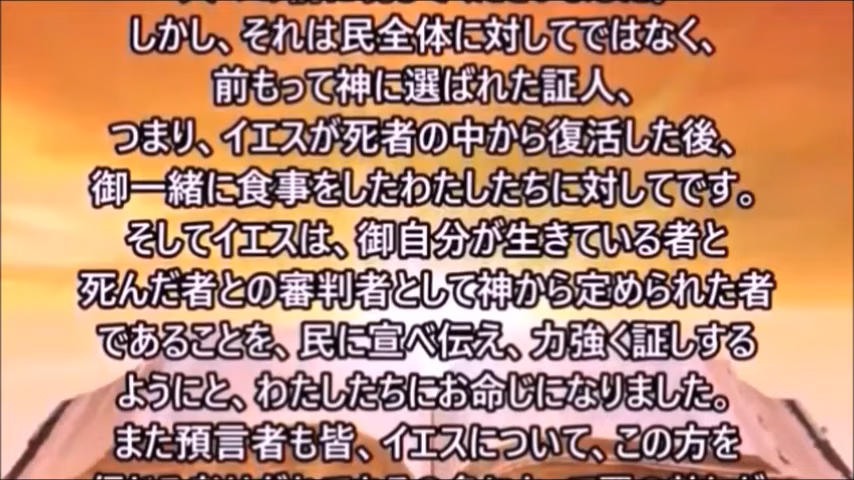 しかし、それは民全体に対してではなく、
前もって神に選ばれた証人、
つまり、イエスが死者の中から復活した後、
御一緒に食事をしたわたしたちに対してです。
そしてイエスは、御自分が生きている者と
死んだ者との審判者として神から定められた者
であることを、民に宣べ伝え、力強く証しする
ようにと、わたしたちにお命じになりました。
また預言者も皆、イエスについて、この方を